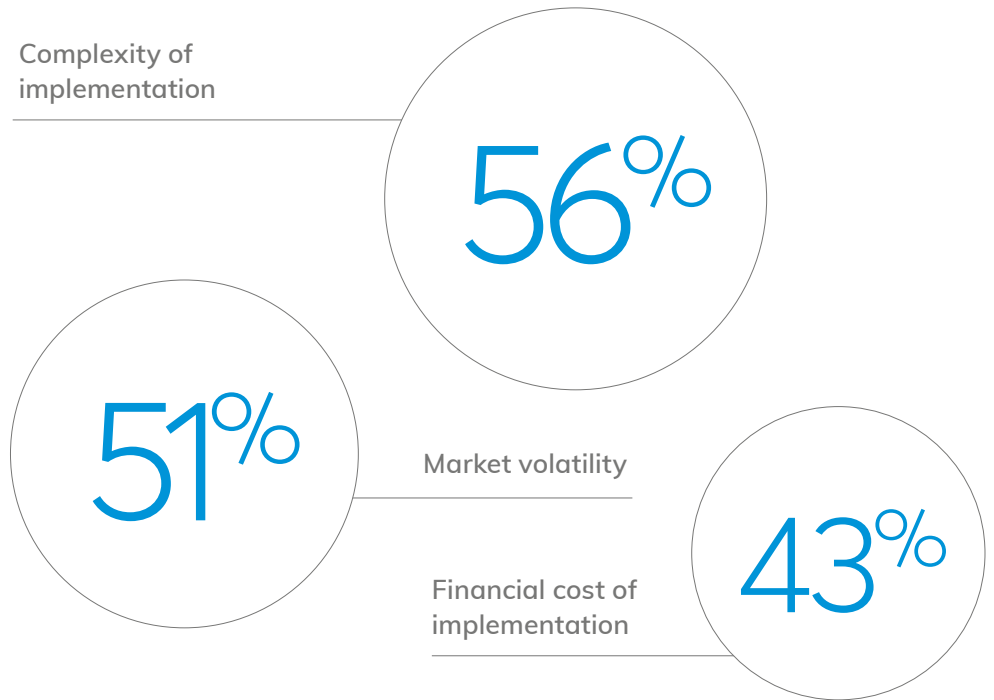 Complexity of
implementation
56%
51%
Market volatility
43%
Financial cost of
implementation